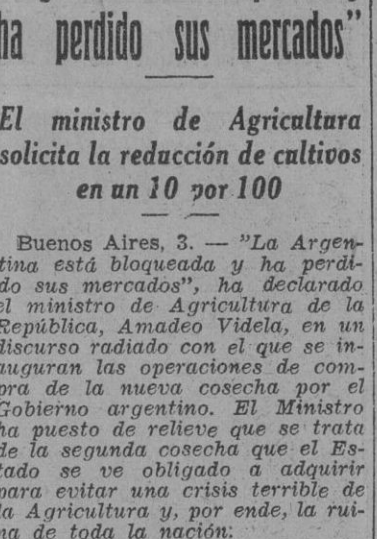 ha perdido sus mercados"
El ministro de Agricultura
solicita la reducción de cultivos
en un 10 por 100
Buenos Aires, 3. — "La Argen-
tina está bloqueada y ha perdi-
do sus mercados", ha declarado
el ministro de Agricultura de la
República, Amadeo Videla, en un
discurso radiado con el que se in-
auguran las operaciones de com-
pra de la nueva cosecha por el
Gobierno argentino. El Ministro
ha puesto de relieve que se trata
de la segunda cosecha que el Es-
tado se ve obligado a adquirir
para evitar una crisis terrible de
la Agricultura y, por ende, la rui-
na de toda la nación: